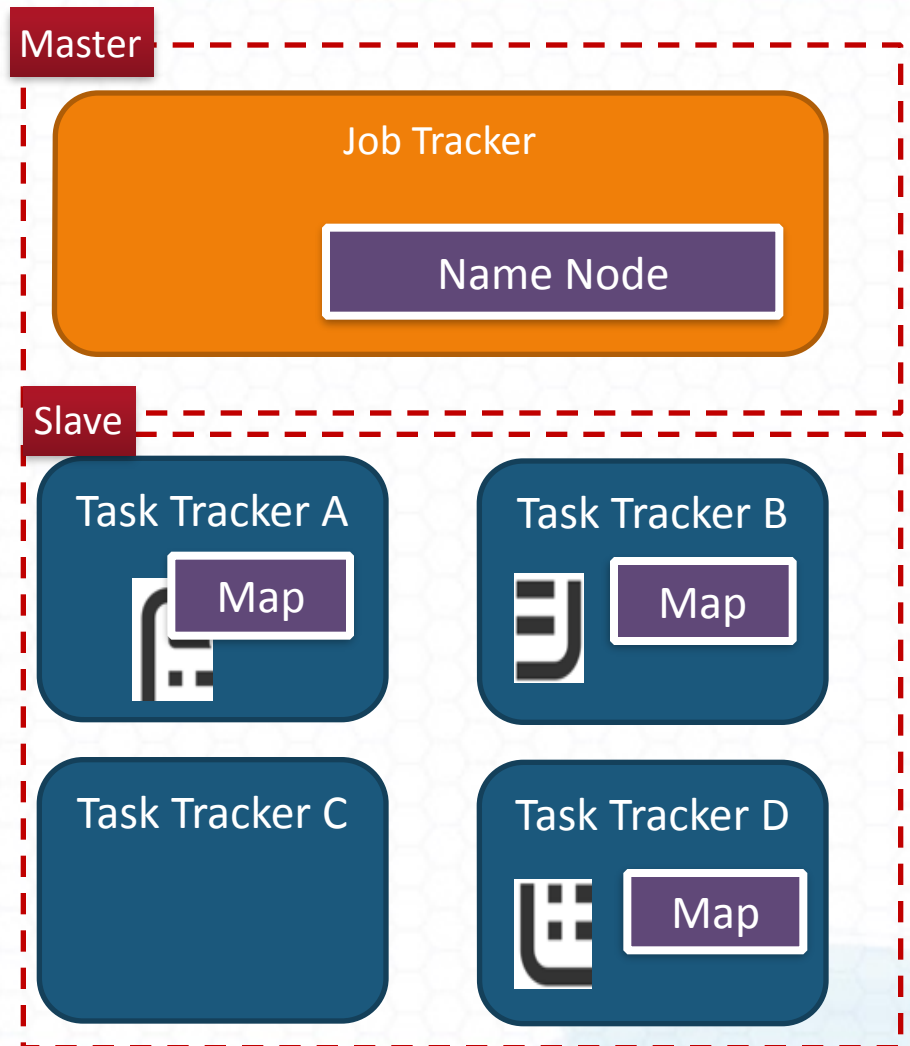 Master
Job Tracker
Name Node
Slave
Task Tracker A
Map
Task Tracker B
Map
Task Tracker C
Task Tracker D
Map